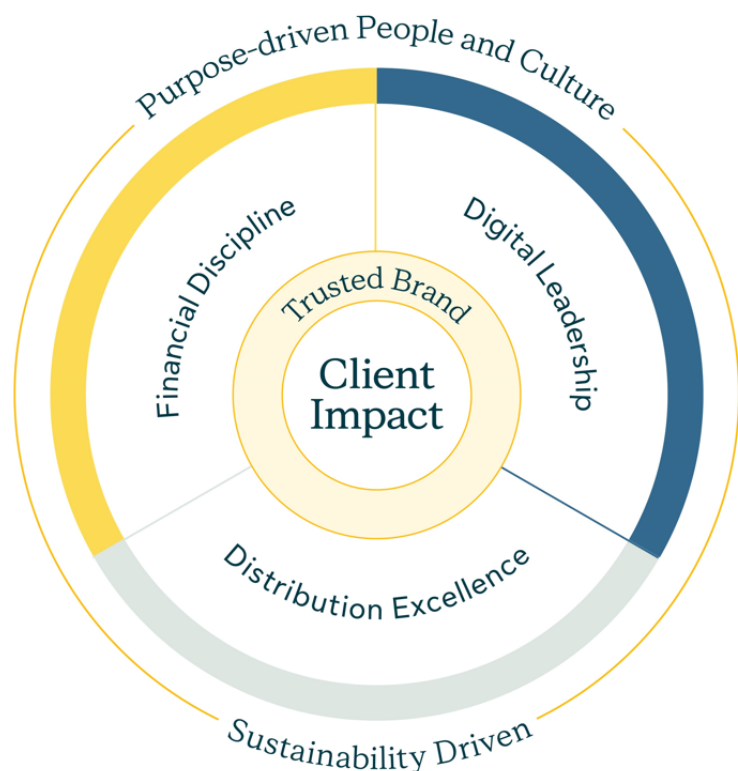 Purpose-driven People and Culture
Financial Discipline
Digital Leadership
Trusted Brand
Client
Impact
Distribution Excellence
Sustainability Driven